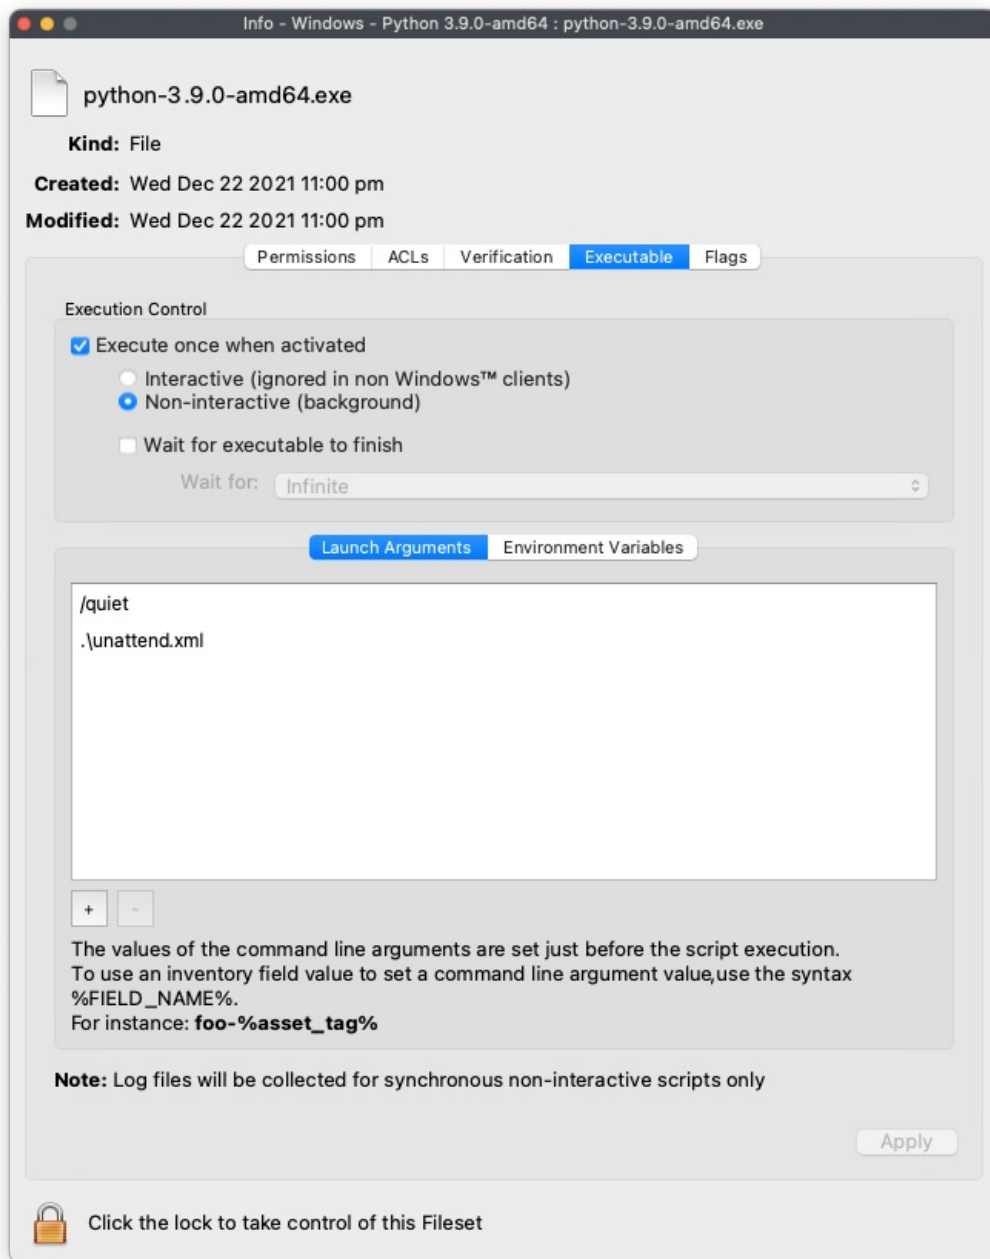 Info - Windows - Python 3.9.0-amd64 : python-3.9.0-amd64.exe
python-3.9.0-amd64.exe
Kind: File
Created: Wed Dec 22 2021 11:00 pm
Modified: Wed Dec 22 2021 11:00 pm
Permissions ACLs Verification Executable Flags
Execution Control
Execute once when activated
Interactive (ignored in non Windows™ clients)
Non-interactive (background)
Wait for executable to finish
Wait for: Infinite
Launch Arguments Environment Variables
/quiet
.\unattend.xml
+ -
The values of the command line arguments are set just before the script execution.
To use an inventory field value to set a command line argument value,use the syntax
%FIELD_NAME%.
For instance: foo-%asset_tag%
Note: Log files will be collected for synchronous non-interactive scripts only
Apply
Click the lock to take control of this Fileset